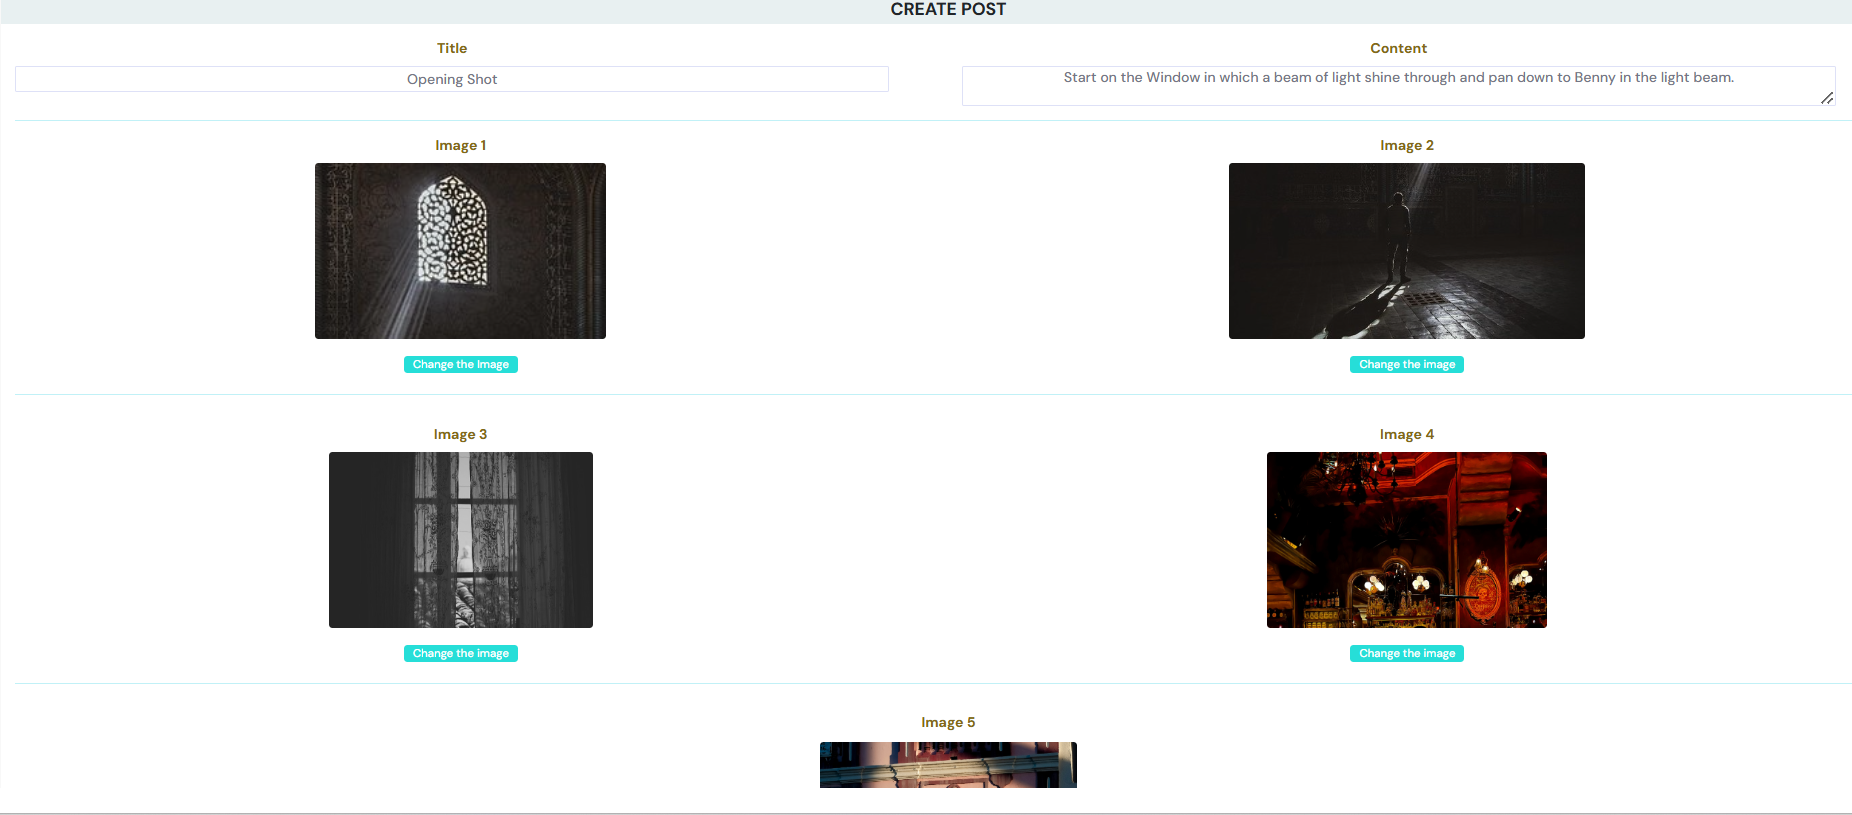 CREATE POST
Title
Content
Opening Shot
Start on the Window in which a beam of light shine through and pan down to Benny in the light beam.
Image 1
Image 2
Change the Image
Change the image
Image 3
Image 4
Change the image
Change the image
Image 5